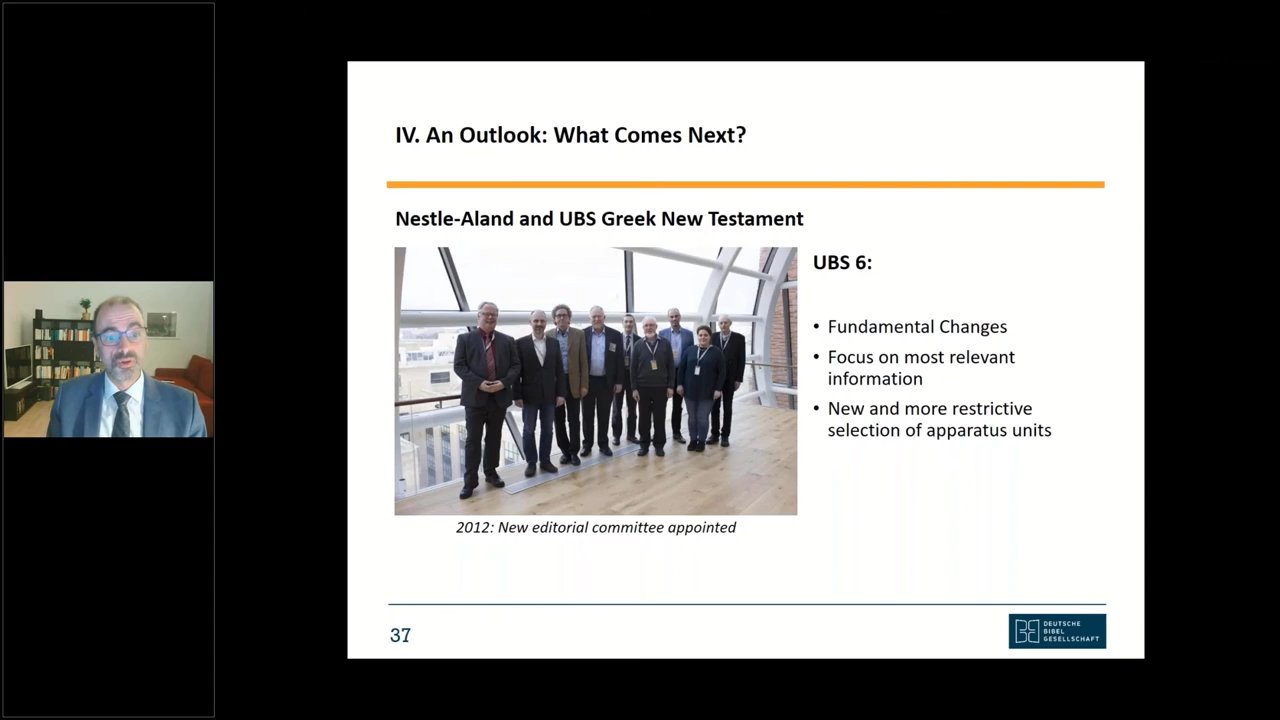 IV. An Outlook: What Comes Next?
Nestle-Aland and UBS Greek New Testament
UBS 6:
• Fundamental Changes
• Focus on most relevant
information
• New and more restrictive
selection of apparatus units
2012: New editorial committee appointed
37
DEUTSCHE
BIBEL
GESELLSCHAFT